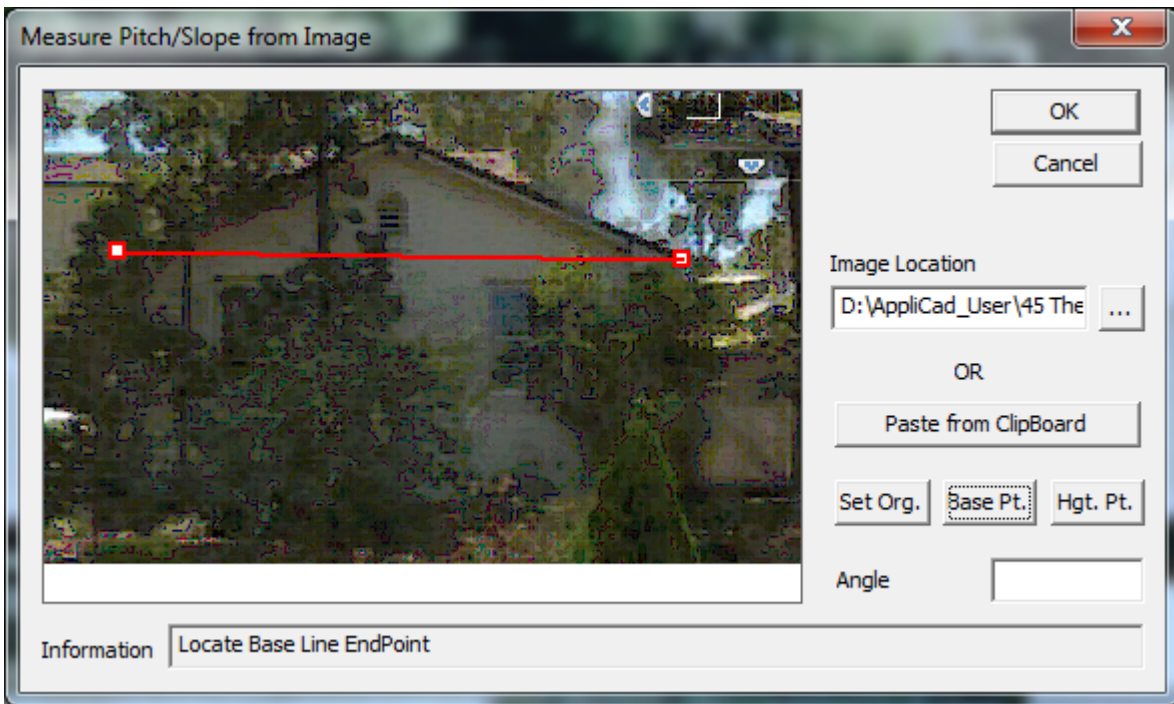 Measure Pitch/Slope from Image
OK
Cancel
Image Location
D:\AppliCad_User\45 The
...
OR
Paste from ClipBoard
Set Org.
Base Pt.
Hgt. Pt.
Angle
Information
Locate Base Line EndPoint